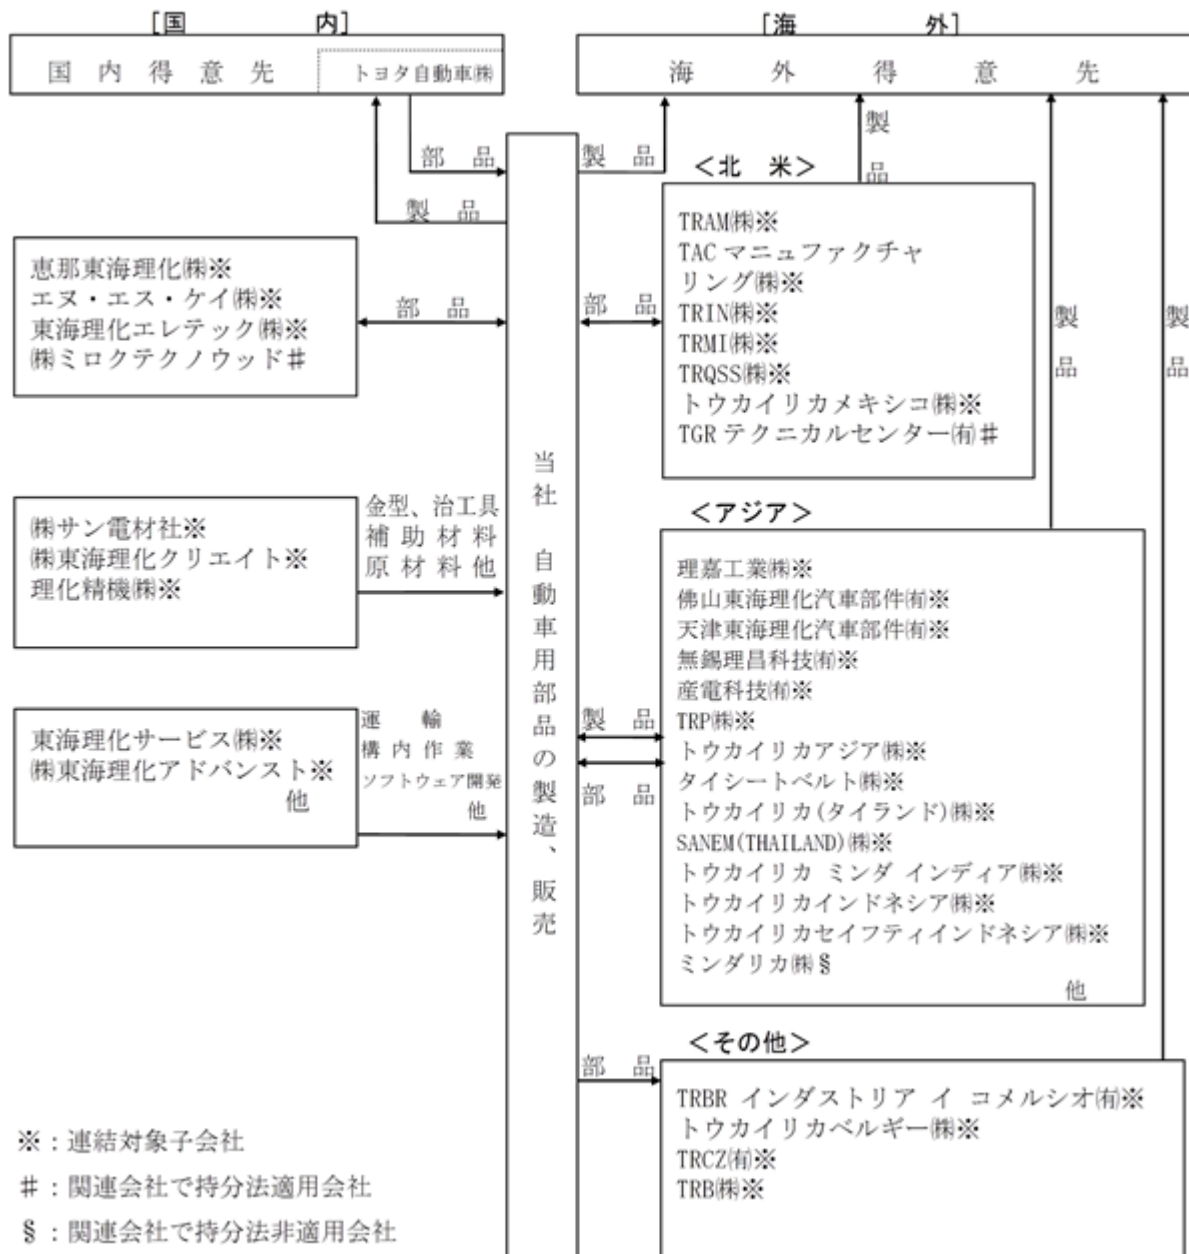 [国　　　内]
国内得意先
トヨタ自動車㈱
部品
製品
恵那東海理化㈱※
エヌ・エス・ケイ㈱※
東海理化エレテック㈱※
㈱ミロクテクノウッド＃
部品
㈱サン電材社※
㈱東海理化クリエイト※
理化精機㈱※
金型、治工具
補助材料
原材料他
東海理化サービス㈱※
㈱東海理化アドバンスト※
他
運輸
構内作業
ソフトウェア開発
他
当社　自動車用部品の製造、販売
[海　　　外]
海外得意先
製品
製品
＜北　米＞
TRAM㈱※
TACマニュファクチャ
リング㈱※
TRIN㈱※
TRMI㈱※
TRQSS㈱※
トウカイリカメキシコ㈱※
TGRテクニカルセンター㈲＃
部品
製品
製品
＜アジア＞
理嘉工業㈱※
佛山東海理化汽車部件㈲※
天津東海理化汽車部件㈲※
無錫理昌科技㈲※
産電科技㈲※
TRP㈱※
トウカイリカアジア㈱※
タイシートベルト㈱※
トウカイリカ(タイランド)㈱※
SANEM(THAILAND)㈱※
トウカイリカ ミンダ インディア㈱※
トウカイリカインドネシア㈱※
トウカイリカセイフティインドネシア㈱※
ミンダリカ㈱§
他
製品
部品
＜その他＞
部品
TRBR インダストリア イ コメルシオ㈲※
トウカイリカベルギー㈱※
TRCZ㈲※
TRB㈱※
※：連結対象子会社
＃：関連会社で持分法適用会社
§：関連会社で持分法非適用会社